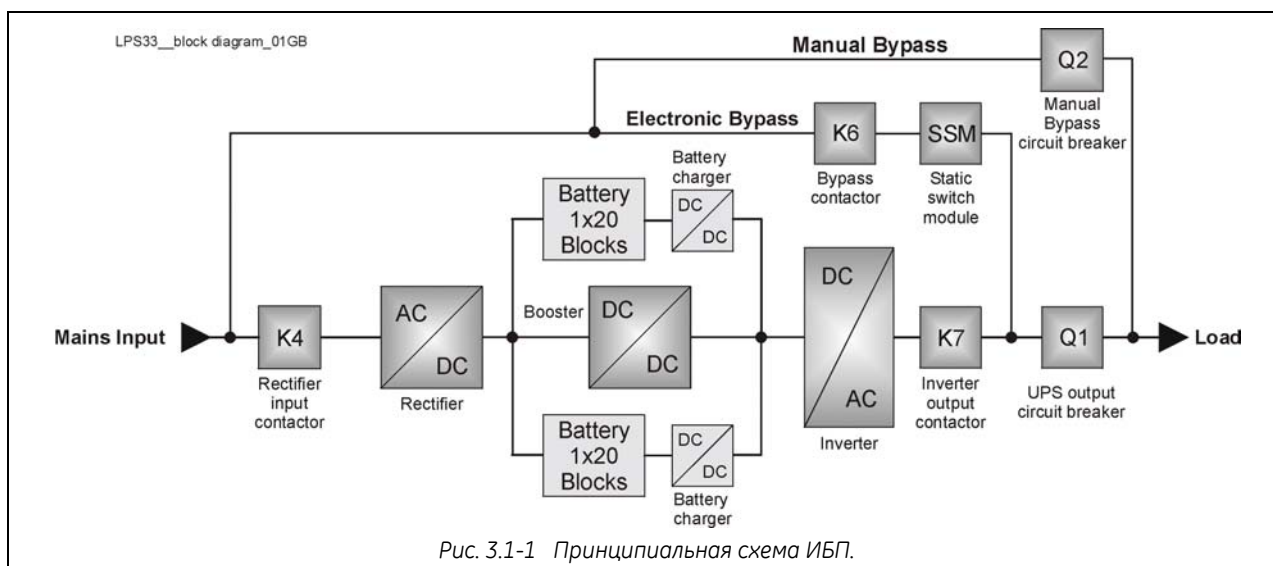 LPS33__block diagram_01GB
Manual Bypass
Q2
Manual
Bypass
circuit breaker
Electronic Bypass
K6
Bypass
contactor
SSM
Static
switch
module
Battery
charger
Battery
1x20
Blocks
DC
DC
Mains Input
K4
Rectifier
input
contactor
AC
DC
Rectifier
Booster
DC
DC
DC
AC
Inverter
K7
Inverter
output
contactor
Q1
UPS output
circuit breaker
Load
Battery
1x20
Blocks
DC
DC
Battery
charger
Рис. 3.1-1 Принципиальная схема ИБП.